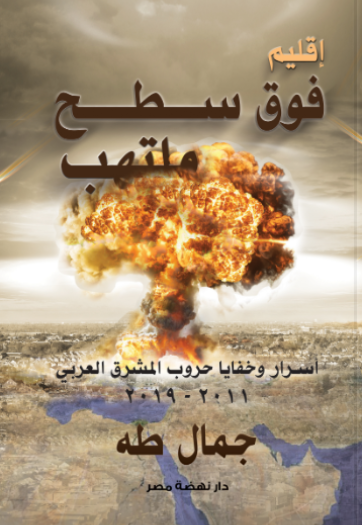 إقليم
فوق سطح
ملتهب
أسرار وخفايا حروب المشرق العربي
٢٠١١ - ٢٠١٩
جمال طه
دار نهضة مصر